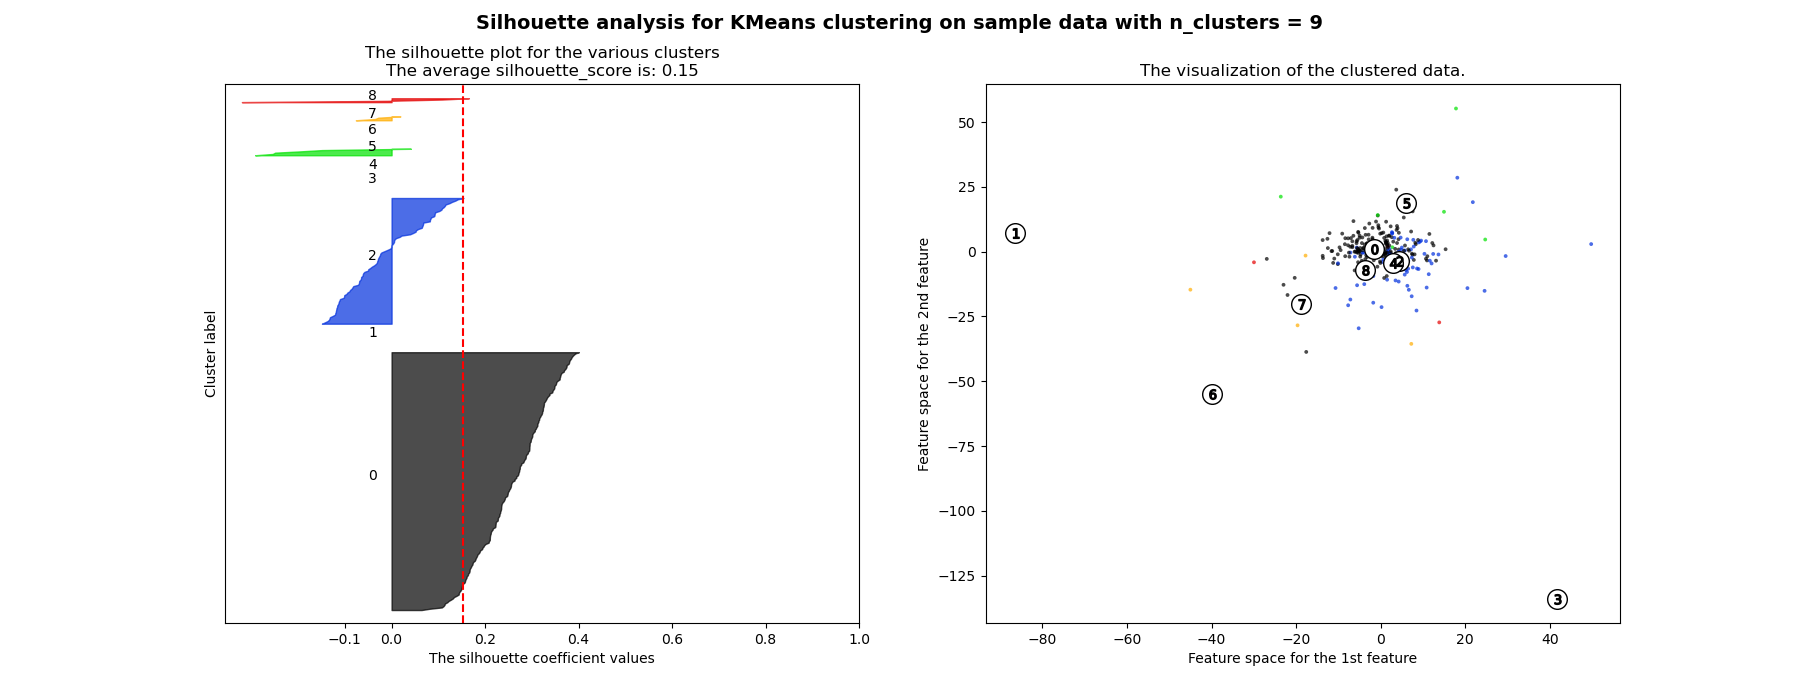 Silhouette analysis for KMeans clustering on sample data with n_clusters = 9
The silhouette plot for the various clusters
The average silhouette_score is: 0.15
8
7
6
5
4
3
2
1
0
Cluster label
−0.1 0.0 0.2 0.4 0.6 0.8 1.0
The silhouette coefficient values
The visualization of the clustered data.
50
25
0
−25
−50
−75
−100
−125
Feature space for the 2nd feature
5
1
0
2
4
8
7
6
3
−80 −60 −40 −20 0 20 40
Feature space for the 1st feature